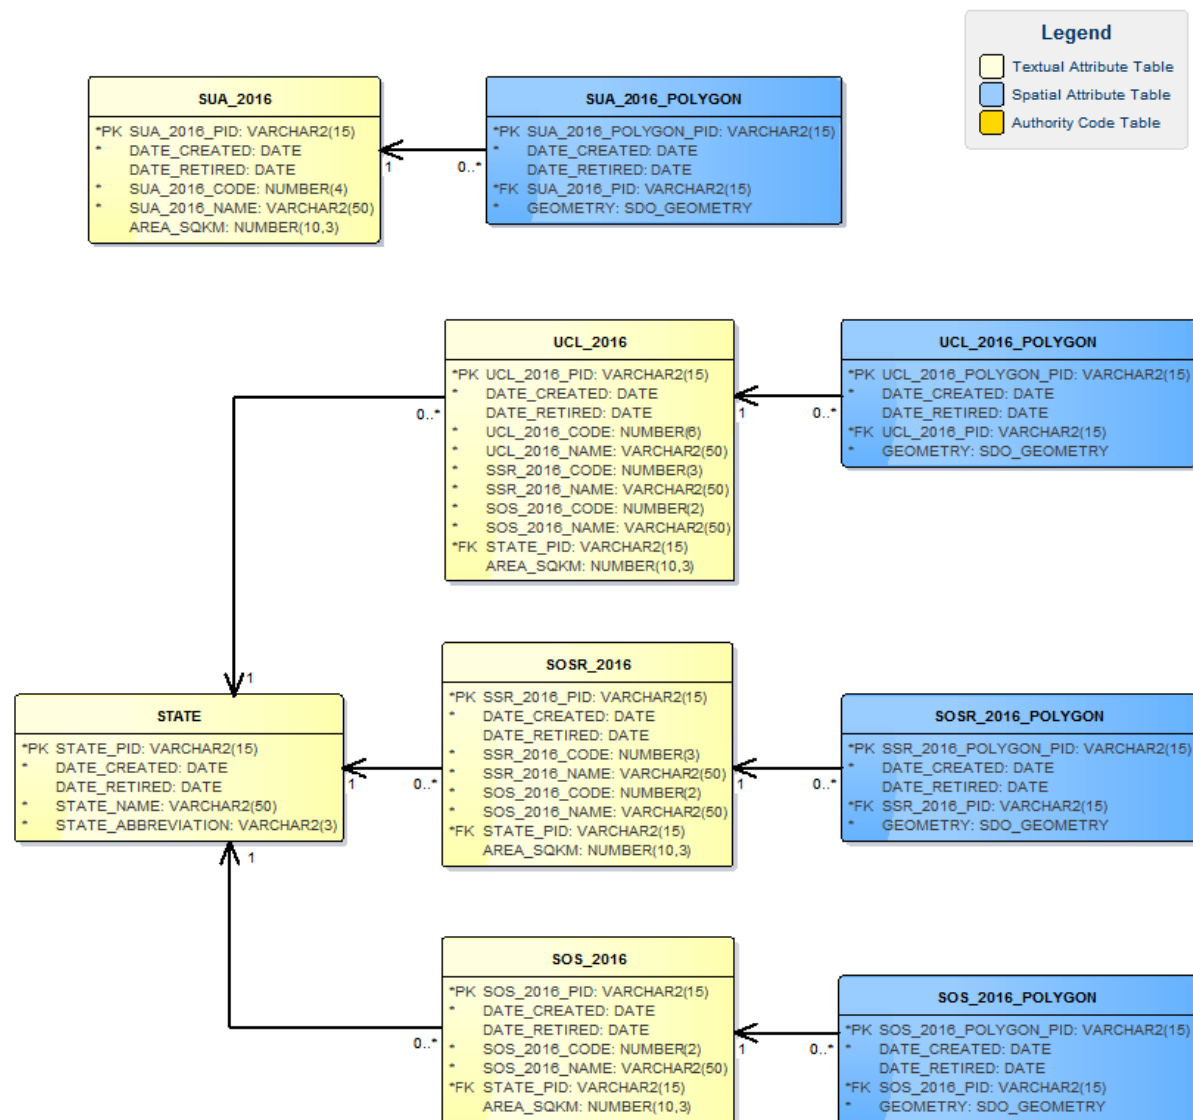 Legend
Textual Attribute Table
Spatial Attribute Table
Authority Code Table
SUA_2016
*PK SUA_2016_PID: VARCHAR2(15)
* DATE_CREATED: DATE
DATE_RETIRED: DATE
* SUA_2016_CODE: NUMBER(4)
* SUA_2016_NAME: VARCHAR2(50)
AREA_SQKM: NUMBER(10,3)
1
0..*
SUA_2016_POLYGON
*PK SUA_2016_POLYGON_PID: VARCHAR2(15)
* DATE_CREATED: DATE
DATE_RETIRED: DATE
*FK SUA_2016_PID: VARCHAR2(15)
* GEOMETRY: SDO_GEOMETRY
UCL_2016
*PK UCL_2016_PID: VARCHAR2(15)
* DATE_CREATED: DATE
DATE_RETIRED: DATE
* UCL_2016_CODE: NUMBER(6)
* UCL_2016_NAME: VARCHAR2(50)
* SSR_2016_CODE: NUMBER(3)
* SSR_2016_NAME: VARCHAR2(50)
* SOS_2016_CODE: NUMBER(2)
* SOS_2016_NAME: VARCHAR2(50)
*FK STATE_PID: VARCHAR2(15)
AREA_SQKM: NUMBER(10,3)
0..*
1
0..*
UCL_2016_POLYGON
*PK UCL_2016_POLYGON_PID: VARCHAR2(15)
* DATE_CREATED: DATE
DATE_RETIRED: DATE
*FK UCL_2016_PID: VARCHAR2(15)
* GEOMETRY: SDO_GEOMETRY
1
STATE
*PK STATE_PID: VARCHAR2(15)
* DATE_CREATED: DATE
DATE_RETIRED: DATE
* STATE_NAME: VARCHAR2(50)
* STATE_ABBREVIATION: VARCHAR2(3)
1
0..*
SOSR_2016
*PK SSR_2016_PID: VARCHAR2(15)
* DATE_CREATED: DATE
DATE_RETIRED: DATE
* SSR_2016_CODE: NUMBER(3)
* SSR_2016_NAME: VARCHAR2(50)
* SOS_2016_CODE: NUMBER(2)
* SOS_2016_NAME: VARCHAR2(50)
*FK STATE_PID: VARCHAR2(15)
AREA_SQKM: NUMBER(10,3)
1
0..*
SOSR_2016_POLYGON
*PK SSR_2016_POLYGON_PID: VARCHAR2(15)
* DATE_CREATED: DATE
DATE_RETIRED: DATE
*FK SSR_2016_PID: VARCHAR2(15)
* GEOMETRY: SDO_GEOMETRY
1
SOS_2016
*PK SOS_2016_PID: VARCHAR2(15)
* DATE_CREATED: DATE
DATE_RETIRED: DATE
* SOS_2016_CODE: NUMBER(2)
* SOS_2016_NAME: VARCHAR2(50)
*FK STATE_PID: VARCHAR2(15)
AREA_SQKM: NUMBER(10,3)
0..*
1
0..*
SOS_2016_POLYGON
*PK SOS_2016_POLYGON_PID: VARCHAR2(15)
* DATE_CREATED: DATE
DATE_RETIRED: DATE
*FK SOS_2016_PID: VARCHAR2(15)
* GEOMETRY: SDO_GEOMETRY